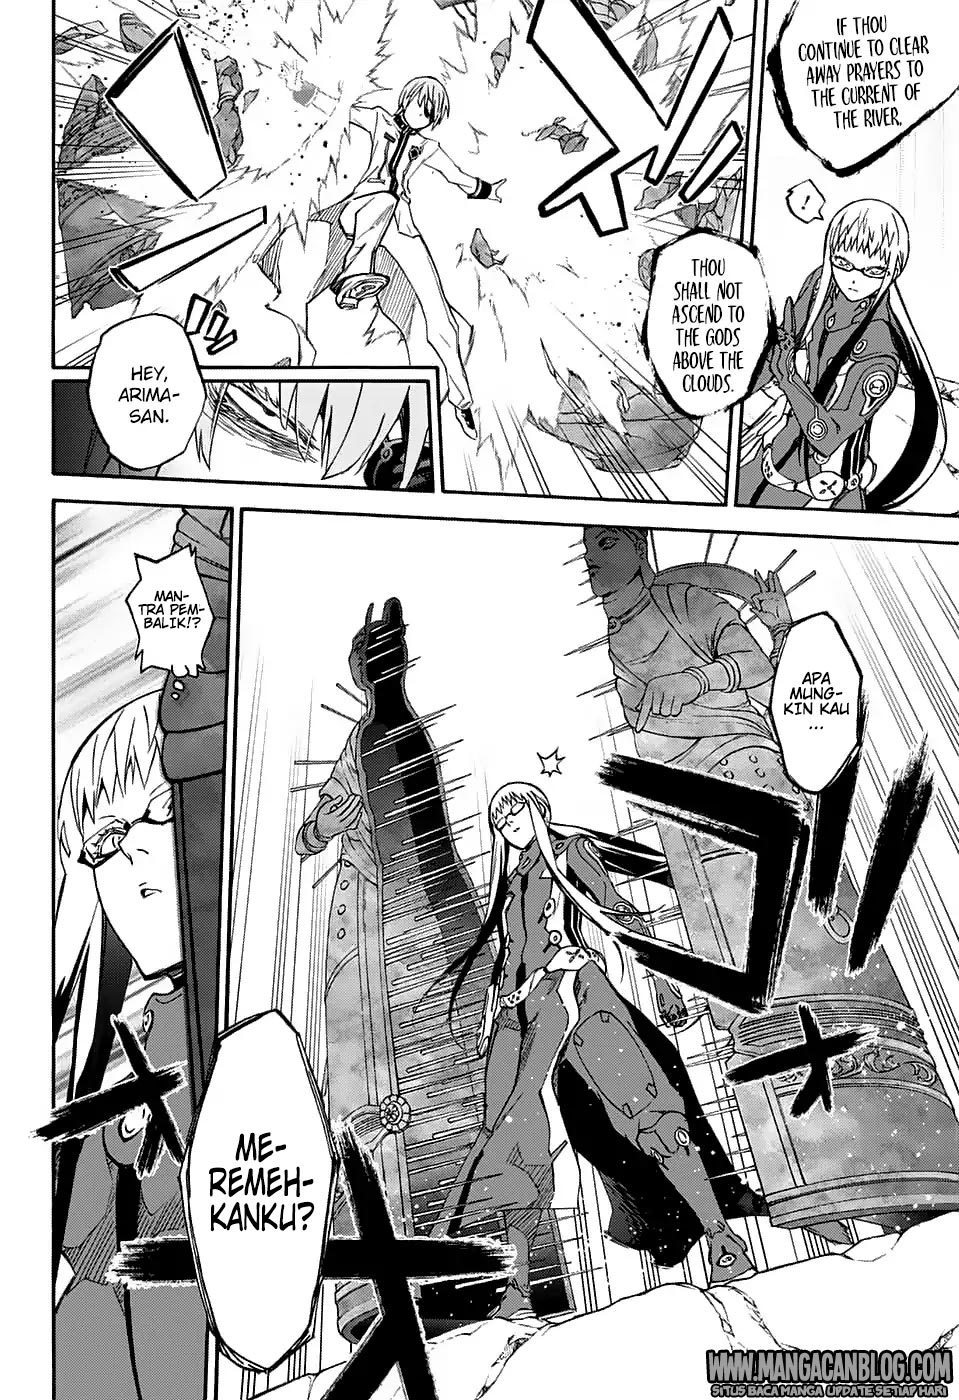 IF THOU
CONTINUE TO CLEAR
AWAY PRAYERS TO
THE CURRENT OF
THE RIVER,
!
THOU
SHALL NOT
ASCEND TO
THE GODS
ABOVE THE
CLOUDS.
HEY,
ARIMA-
SAN.
APA
MUNG-
KIN KAU
...
MAN-
TRA PEM-
BALIK!?
ME-
REMEH-
KANKU?
WWW.MANGACANBLOG.COM
SITUS BACA MANGA UPDATE SETIAP HARI